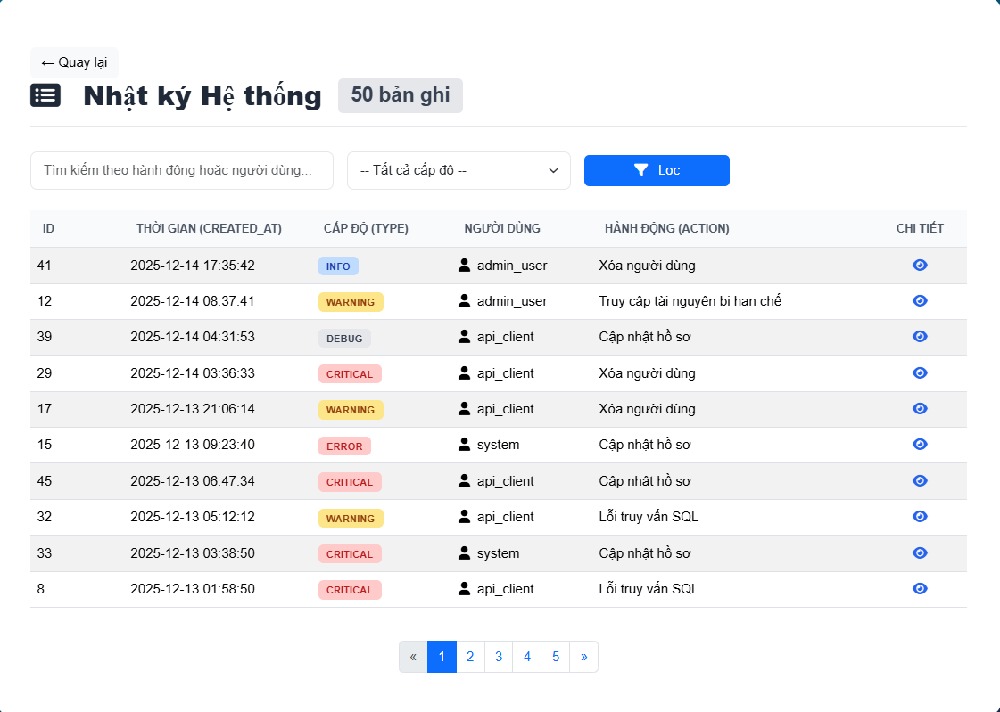 ← Quay lại
Nhật ký Hệ thống 50 bản ghi
Tìm kiếm theo hành động hoặc người dùng... -- Tất cả cấp độ -- Lọc
ID THỜI GIAN (CREATED_AT) CẤP ĐỘ (TYPE) NGƯỜI DÙNG HÀNH ĐỘNG (ACTION) CHI TIẾT
41 2025-12-14 17:35:42 INFO admin_user Xóa người dùng
12 2025-12-14 08:37:41 WARNING admin_user Truy cập tài nguyên bị hạn chế
39 2025-12-14 04:31:53 DEBUG api_client Cập nhật hồ sơ
29 2025-12-14 03:36:33 CRITICAL api_client Xóa người dùng
17 2025-12-13 21:06:14 WARNING api_client Xóa người dùng
15 2025-12-13 09:23:40 ERROR system Cập nhật hồ sơ
45 2025-12-13 06:47:34 CRITICAL api_client Cập nhật hồ sơ
32 2025-12-13 05:12:12 WARNING api_client Lỗi truy vấn SQL
33 2025-12-13 03:38:50 CRITICAL system Cập nhật hồ sơ
8 2025-12-13 01:58:50 CRITICAL api_client Lỗi truy vấn SQL
« 1 2 3 4 5 »